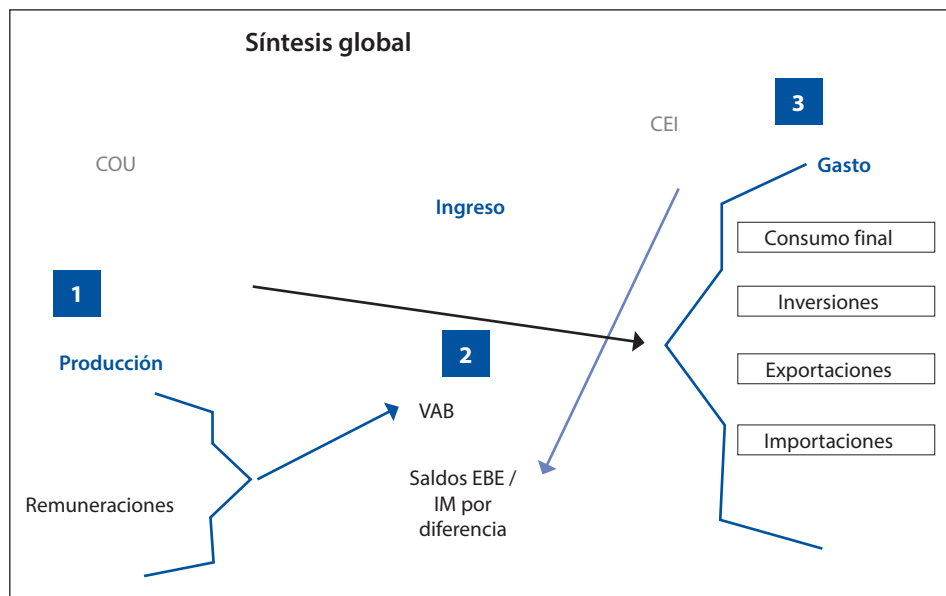 Síntesis global
3
CEI
COU
Gasto
Ingreso
Consumo final
1
Inversiones
2
Producción
Exportaciones
VAB
Importaciones
Saldos EBE /
IM por
diferencia
Remuneraciones